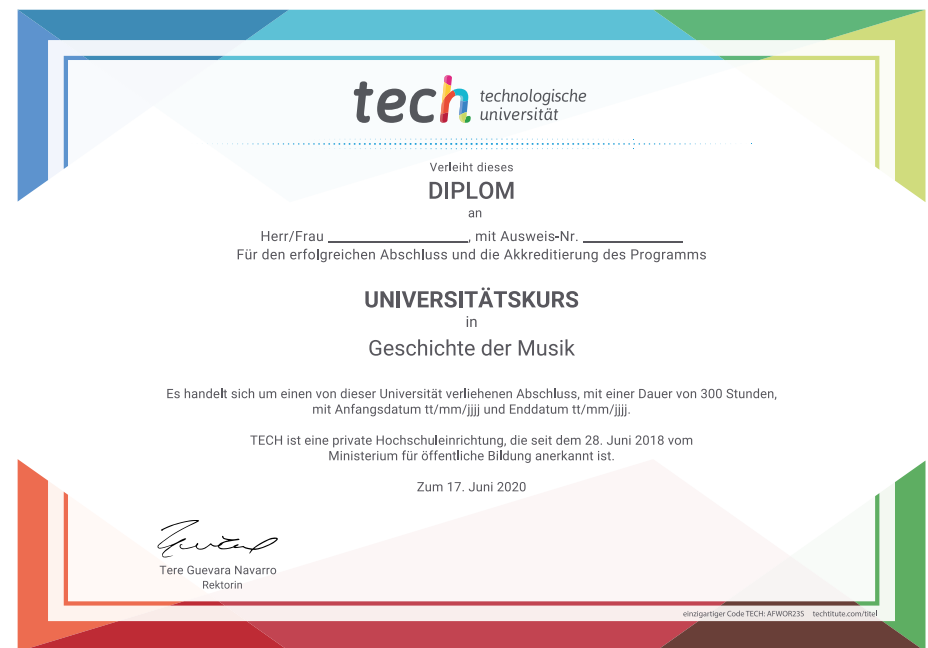 tech technologische
universität
Verleiht dieses
DIPLOM
an
Herr/Frau ____________________, mit Ausweis-Nr. ______________
Für den erfolgreichen Abschluss und die Akkreditierung des Programms
UNIVERSITÄTSKURS
in
Geschichte der Musik
Es handelt sich um einen von dieser Universität verliehenen Abschluss, mit einer Dauer von 300 Stunden,
mit Anfangsdatum tt/mm/jjjj und Enddatum tt/mm/jjjj.
TECH ist eine private Hochschuleinrichtung, die seit dem 28. Juni 2018 vom
Ministerium für öffentliche Bildung anerkannt ist.
Zum 17. Juni 2020
Tere Guevara Navarro
Rektorin
einzigartiger Code TECH: AFWOR23S techtitute.com/titel